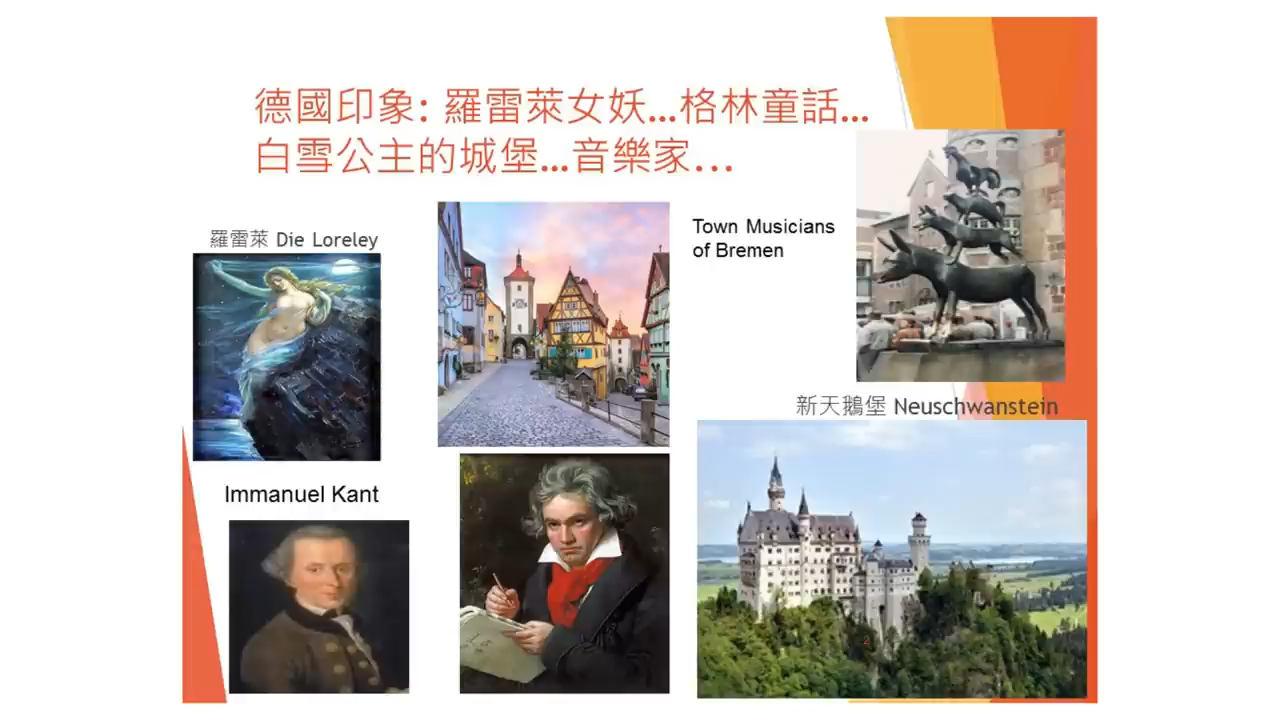 德國印象: 羅雷萊女妖...格林童話...
白雪公主的城堡...音樂家...
羅雷萊 Die Loreley
Town Musicians
of Bremen
新天鵝堡 Neuschwanstein
Immanuel Kant